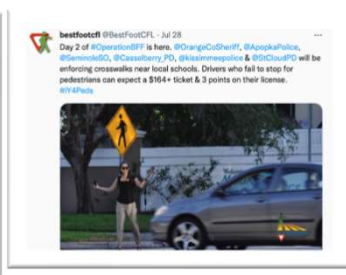 bestfootcfl @BestFootCFL · Jul 28
Day 2 of #OperationBFF is here. @OrangeCoSheriff, @ApopkaPolice,
@SeminoleSO, @Casselberry_PD, @kissimmeepolice & @StCloudPD will be
enforcing crosswalks near local schools. Drivers who fail to stop for
pedestrians can expect a $164+ ticket & 3 points on their license.
#iY4Peds